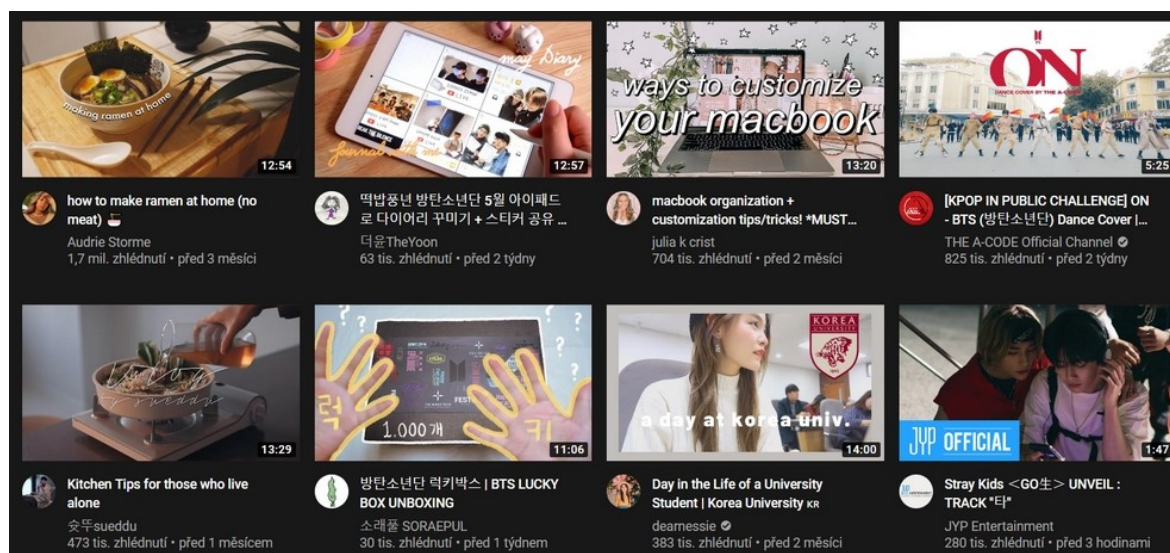 making ramen at home
12:54
may Diary
journal with me
12:57
ways to customize
your macbook
13:20
ON
DANCE COVER BY THE A-CODE
5:25
how to make ramen at home (no
meat) 🍜
Audrie Storme
1,7 mil. zhlédnutí • před 3 měsíci
떡밥풍년 방탄소년단 5월 아이패드
로 다이어리 꾸미기 + 스티커 공유 ...
더윤TheYoon
63 tis. zhlédnutí • před 2 týdny
macbook organization +
customization tips/tricks! *MUST...
julia k crist
704 tis. zhlédnutí • před 2 měsíci
[KPOP IN PUBLIC CHALLENGE] ON
- BTS (방탄소년단) Dance Cover |...
THE A-CODE Official Channel
825 tis. zhlédnutí • před 2 týdny
sueddu
13:29
럭
키
1.000 개
11:06
KOREA
UNIVERSITY
a day at korea univ.
14:00
JYP OFFICIAL
1:47
Kitchen Tips for those who live
alone
슛뚜sueddu
473 tis. zhlédnutí • před 1 měsícem
방탄소년단 럭키박스 | BTS LUCKY
BOX UNBOXING
소래풀 SORAEPUL
30 tis. zhlédnutí • před 1 týdnem
Day in the Life of a University
Student | Korea University KR
dearnessie
383 tis. zhlédnutí • před 2 měsíci
Stray Kids <GO生> UNVEIL :
TRACK "타"
JYP Entertainment
280 tis. zhlédnutí • před 3 hodinami